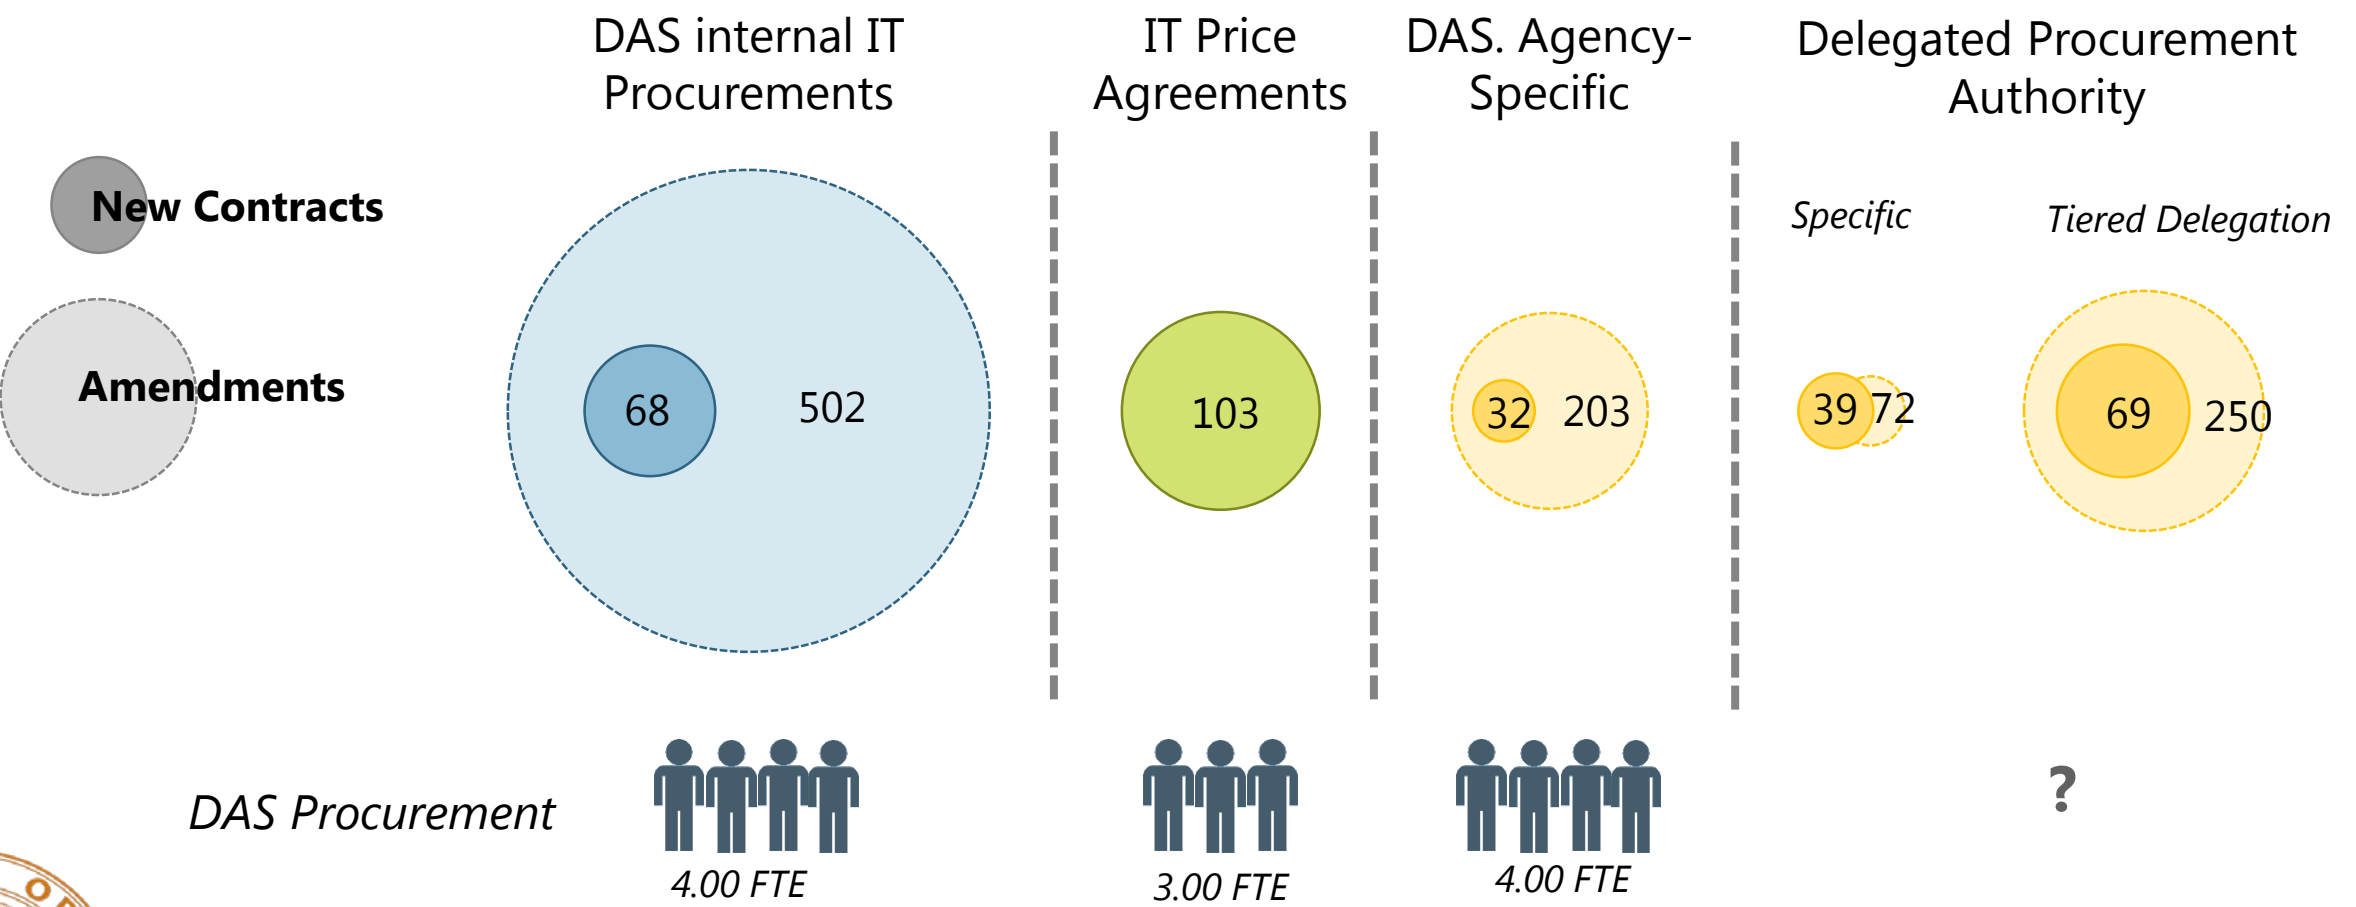 DAS internal IT
Procurements
IT Price
Agreements
DAS. Agency-
Specific
Delegated Procurement
Authority
New Contracts
Amendments
Specific
Tiered Delegation
68
502
103
32
203
39
72
69
250
DAS Procurement
4.00 FTE
3.00 FTE
4.00 FTE
?